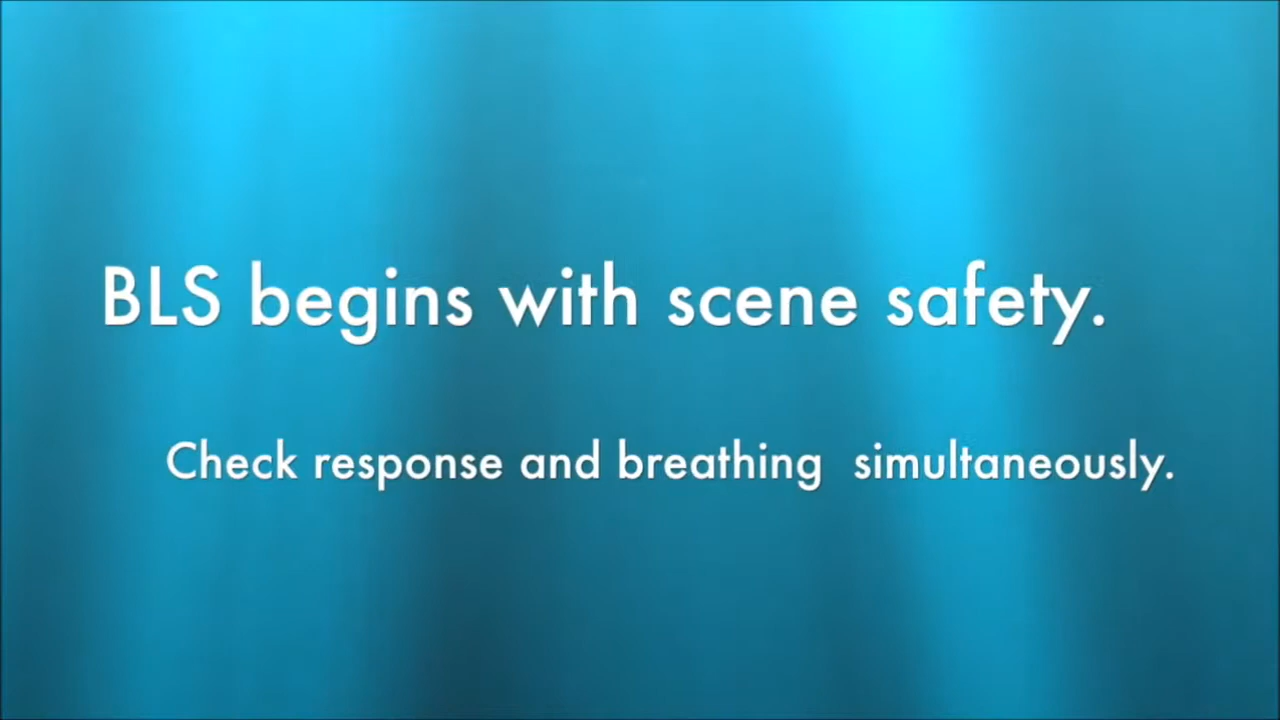 BLS begins with scene safety.
Check response and breathing simultaneously.